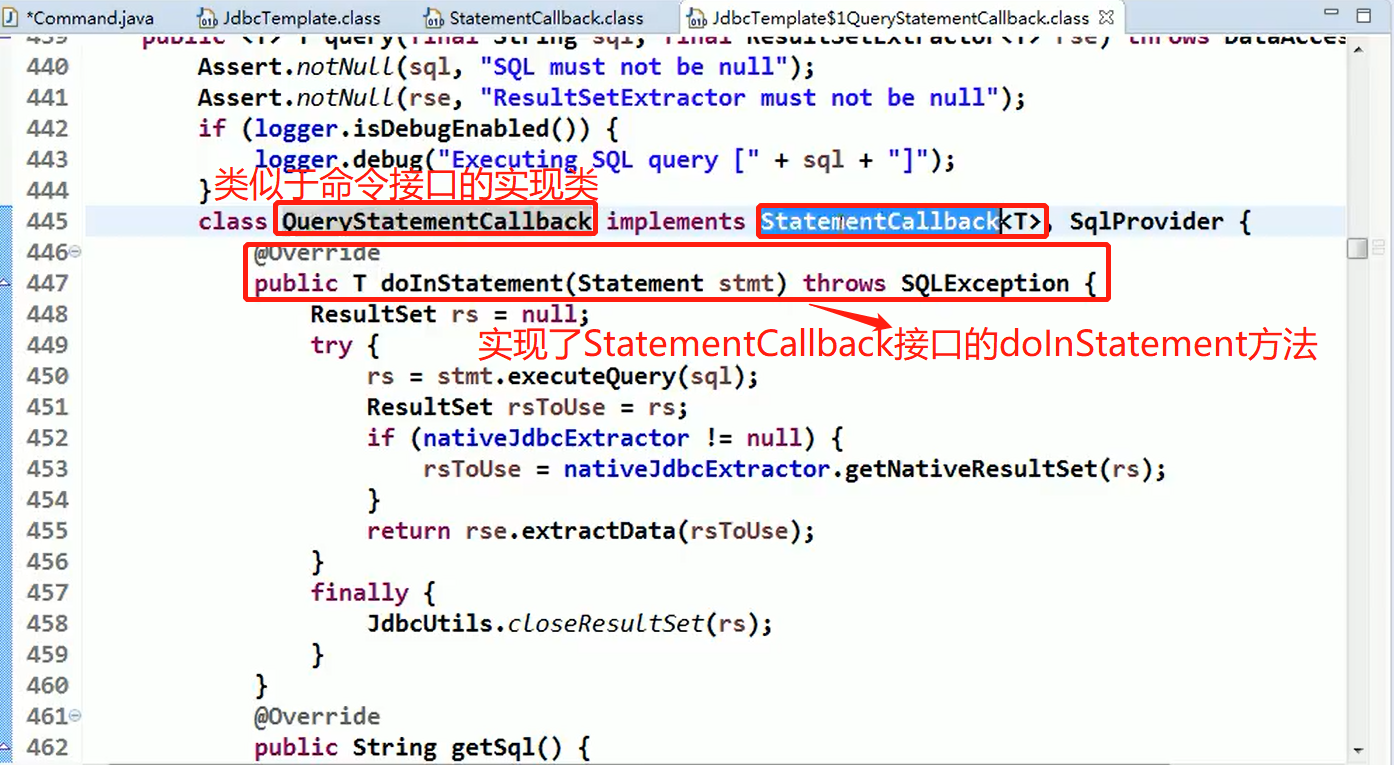 *Command.java JdbcTemplate.class StatementCallback.class JdbcTemplate$1QueryStatementCallback.class
439 public <T> T query(final String sql, final ResultSetExtractor<T> rse) throws DataAcces
440 Assert.notNull(sql, "SQL must not be null");
441 Assert.notNull(rse, "ResultSetExtractor must not be null");
442 if (logger.isDebugEnabled()) {
443 logger.debug("Executing SQL query [" + sql + "]");
444 }
类似于命令接口的实现类
445 class QueryStatementCallback implements StatementCallback<T>, SqlProvider {
446 @Override
447 public T doInStatement(Statement stmt) throws SQLException {
448 ResultSet rs = null;
449 try {
实现了StatementCallback接口的doInStatement方法
450 rs = stmt.executeQuery(sql);
451 ResultSet rsToUse = rs;
452 if (nativeJdbcExtractor != null) {
453 rsToUse = nativeJdbcExtractor.getNativeResultSet(rs);
454 }
455 return rse.extractData(rsToUse);
456 }
457 finally {
458 JdbcUtils.closeResultSet(rs);
459 }
460 }
461 @Override
462 public String getSql() {